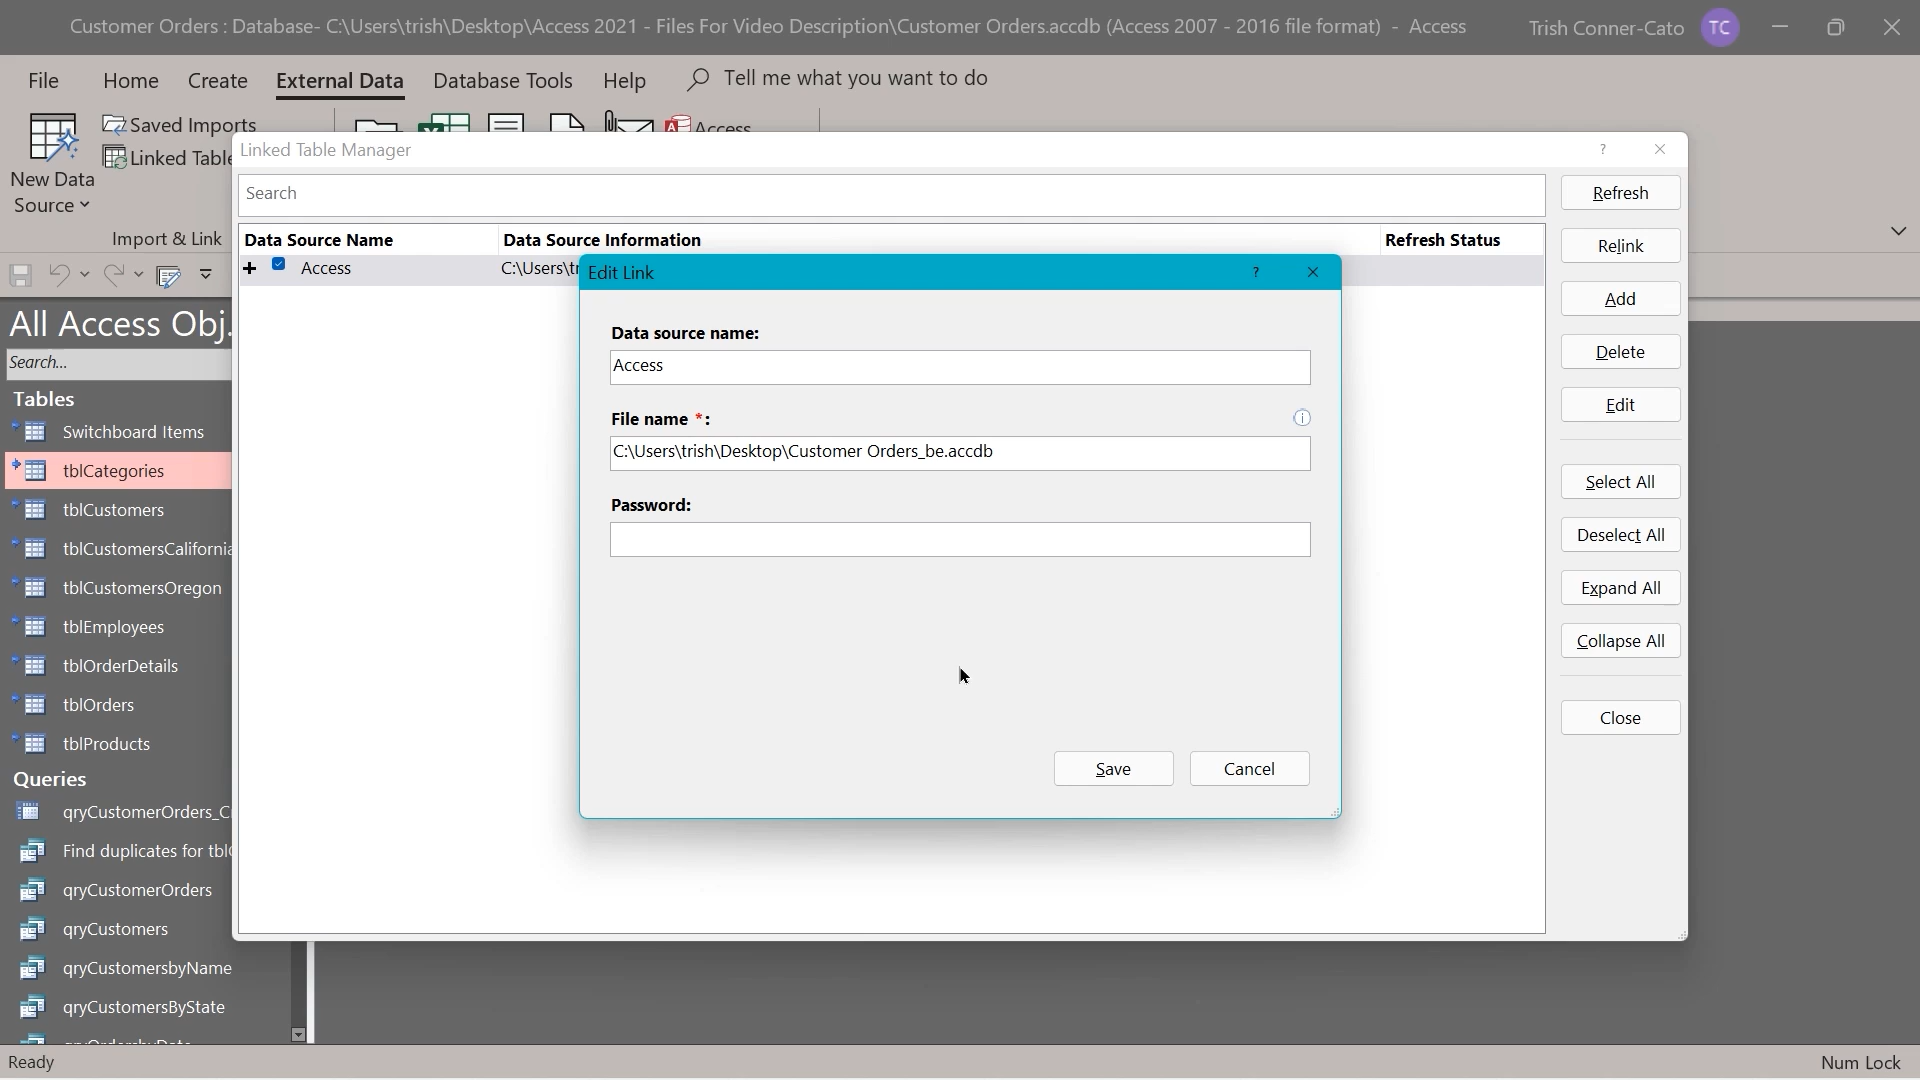 Customer Orders : Database- C:\Users\trish\Desktop\Access 2021 - Files For Video Description\Customer Orders.accdb (Access 2007 - 2016 file format) - Access
Trish Conner-Cato
TC
File
Home
Create
External Data
Database Tools
Help
Tell me what you want to do
Saved Imports
Access
New Data
Source
Linked Table
Import & Link
Linked Table Manager
?
Search
Data Source Name
Data Source Information
Refresh Status
Access
C:\Users\tr
Refresh
Relink
Add
Delete
Edit
Select All
Deselect All
Expand All
Collapse All
Close
Edit Link
?
Data source name:
Access
File name *:
C:\Users\trish\Desktop\Customer Orders_be.accdb
Password:
Save
Cancel
All Access Obj.
Search...
Tables
Switchboard Items
tblCategories
tblCustomers
tblCustomersCalifornia
tblCustomersOregon
tblEmployees
tblOrderDetails
tblOrders
tblProducts
Queries
qryCustomerOrders_C
Find duplicates for tbl
qryCustomerOrders
qryCustomers
qryCustomersbyName
qryCustomersByState
Ready
Num Lock